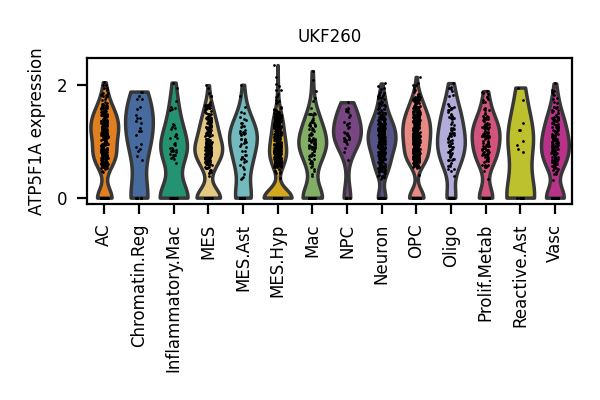 UKF260
ATP5F1A expression
2
0
AC
Chromatin.Reg
Inflammatory.Mac
MES
MES.Ast
MES.Hyp
Mac
NPC
Neuron
OPC
Oligo
Prolif.Metab
Reactive.Ast
Vasc